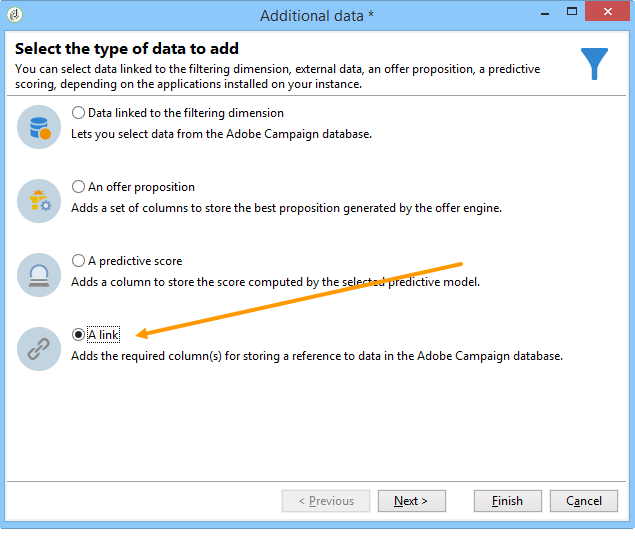 Additional data *
Select the type of data to add
You can select data linked to the filtering dimension, external data, an offer proposition, a predictive
scoring, depending on the applications installed on your instance.
Data linked to the filtering dimension
Lets you select data from the Adobe Campaign database.
An offer proposition
Adds a set of columns to store the best proposition generated by the offer engine.
A predictive score
Adds a column to store the score computed by the selected predictive model.
A link
Adds the required column(s) for storing a reference to data in the Adobe Campaign database.
< Previous Next > Finish Cancel